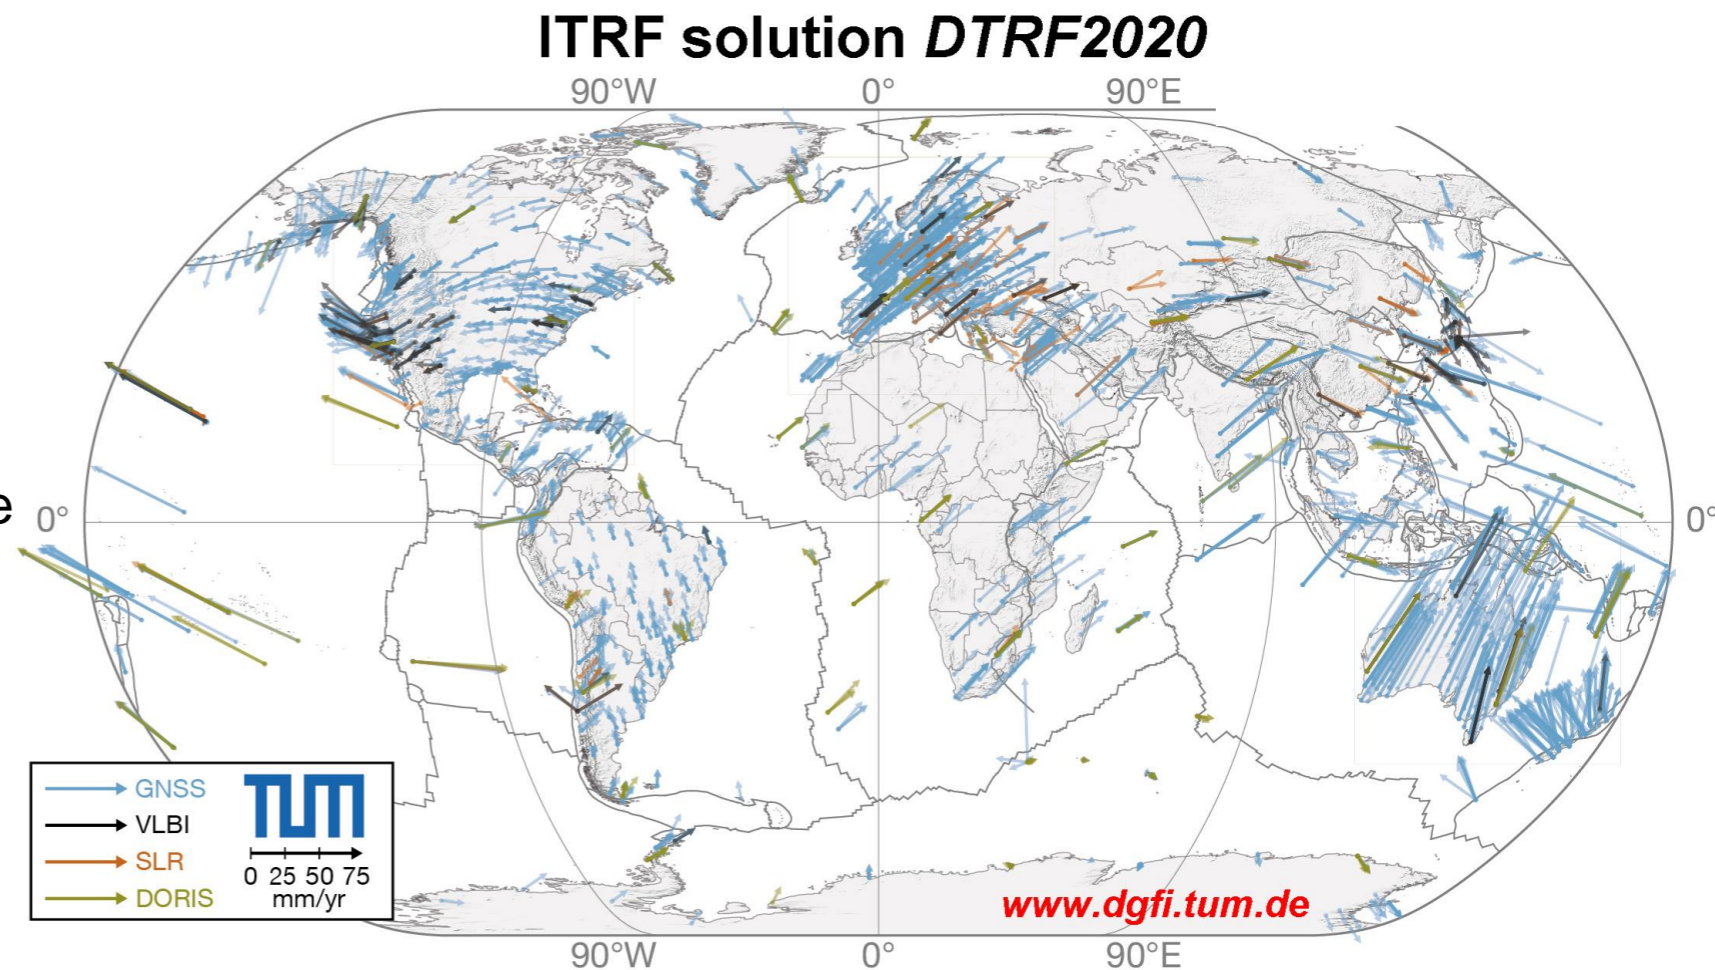 ITRF solution DTRF2020
90°W 0° 90°E
e 0° 0°
GNSS
VLBI
SLR
DORIS
TUM
0 25 50 75
mm/yr
www.dgfi.tum.de
90°W 0° 90°E